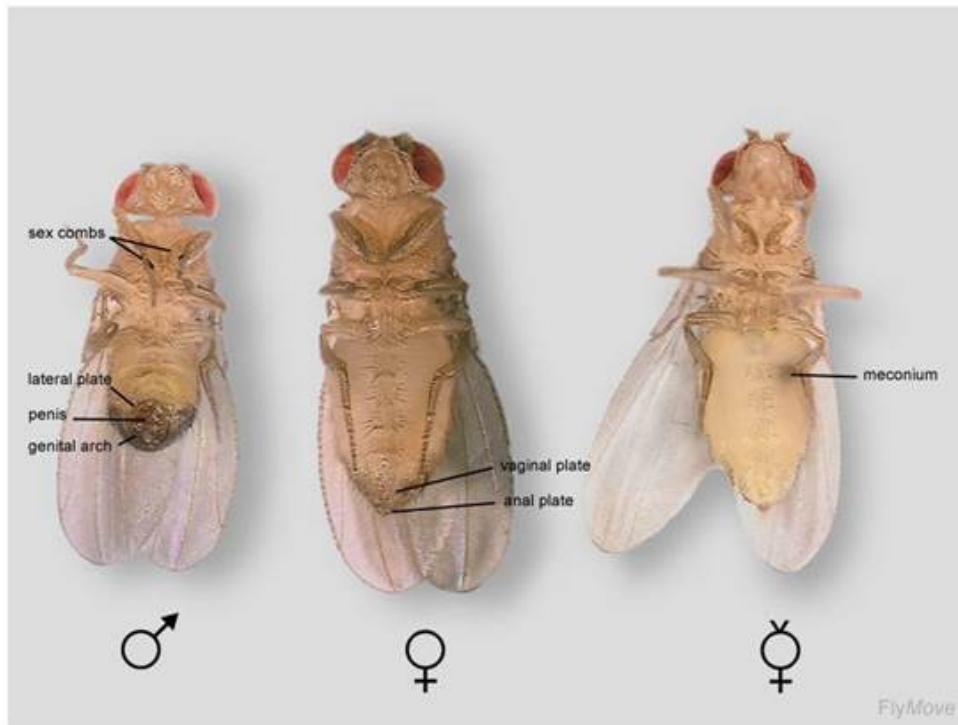 sex combs
lateral plate
penis
genital arch
vaginal plate
anal plate
meconium
FlyMove